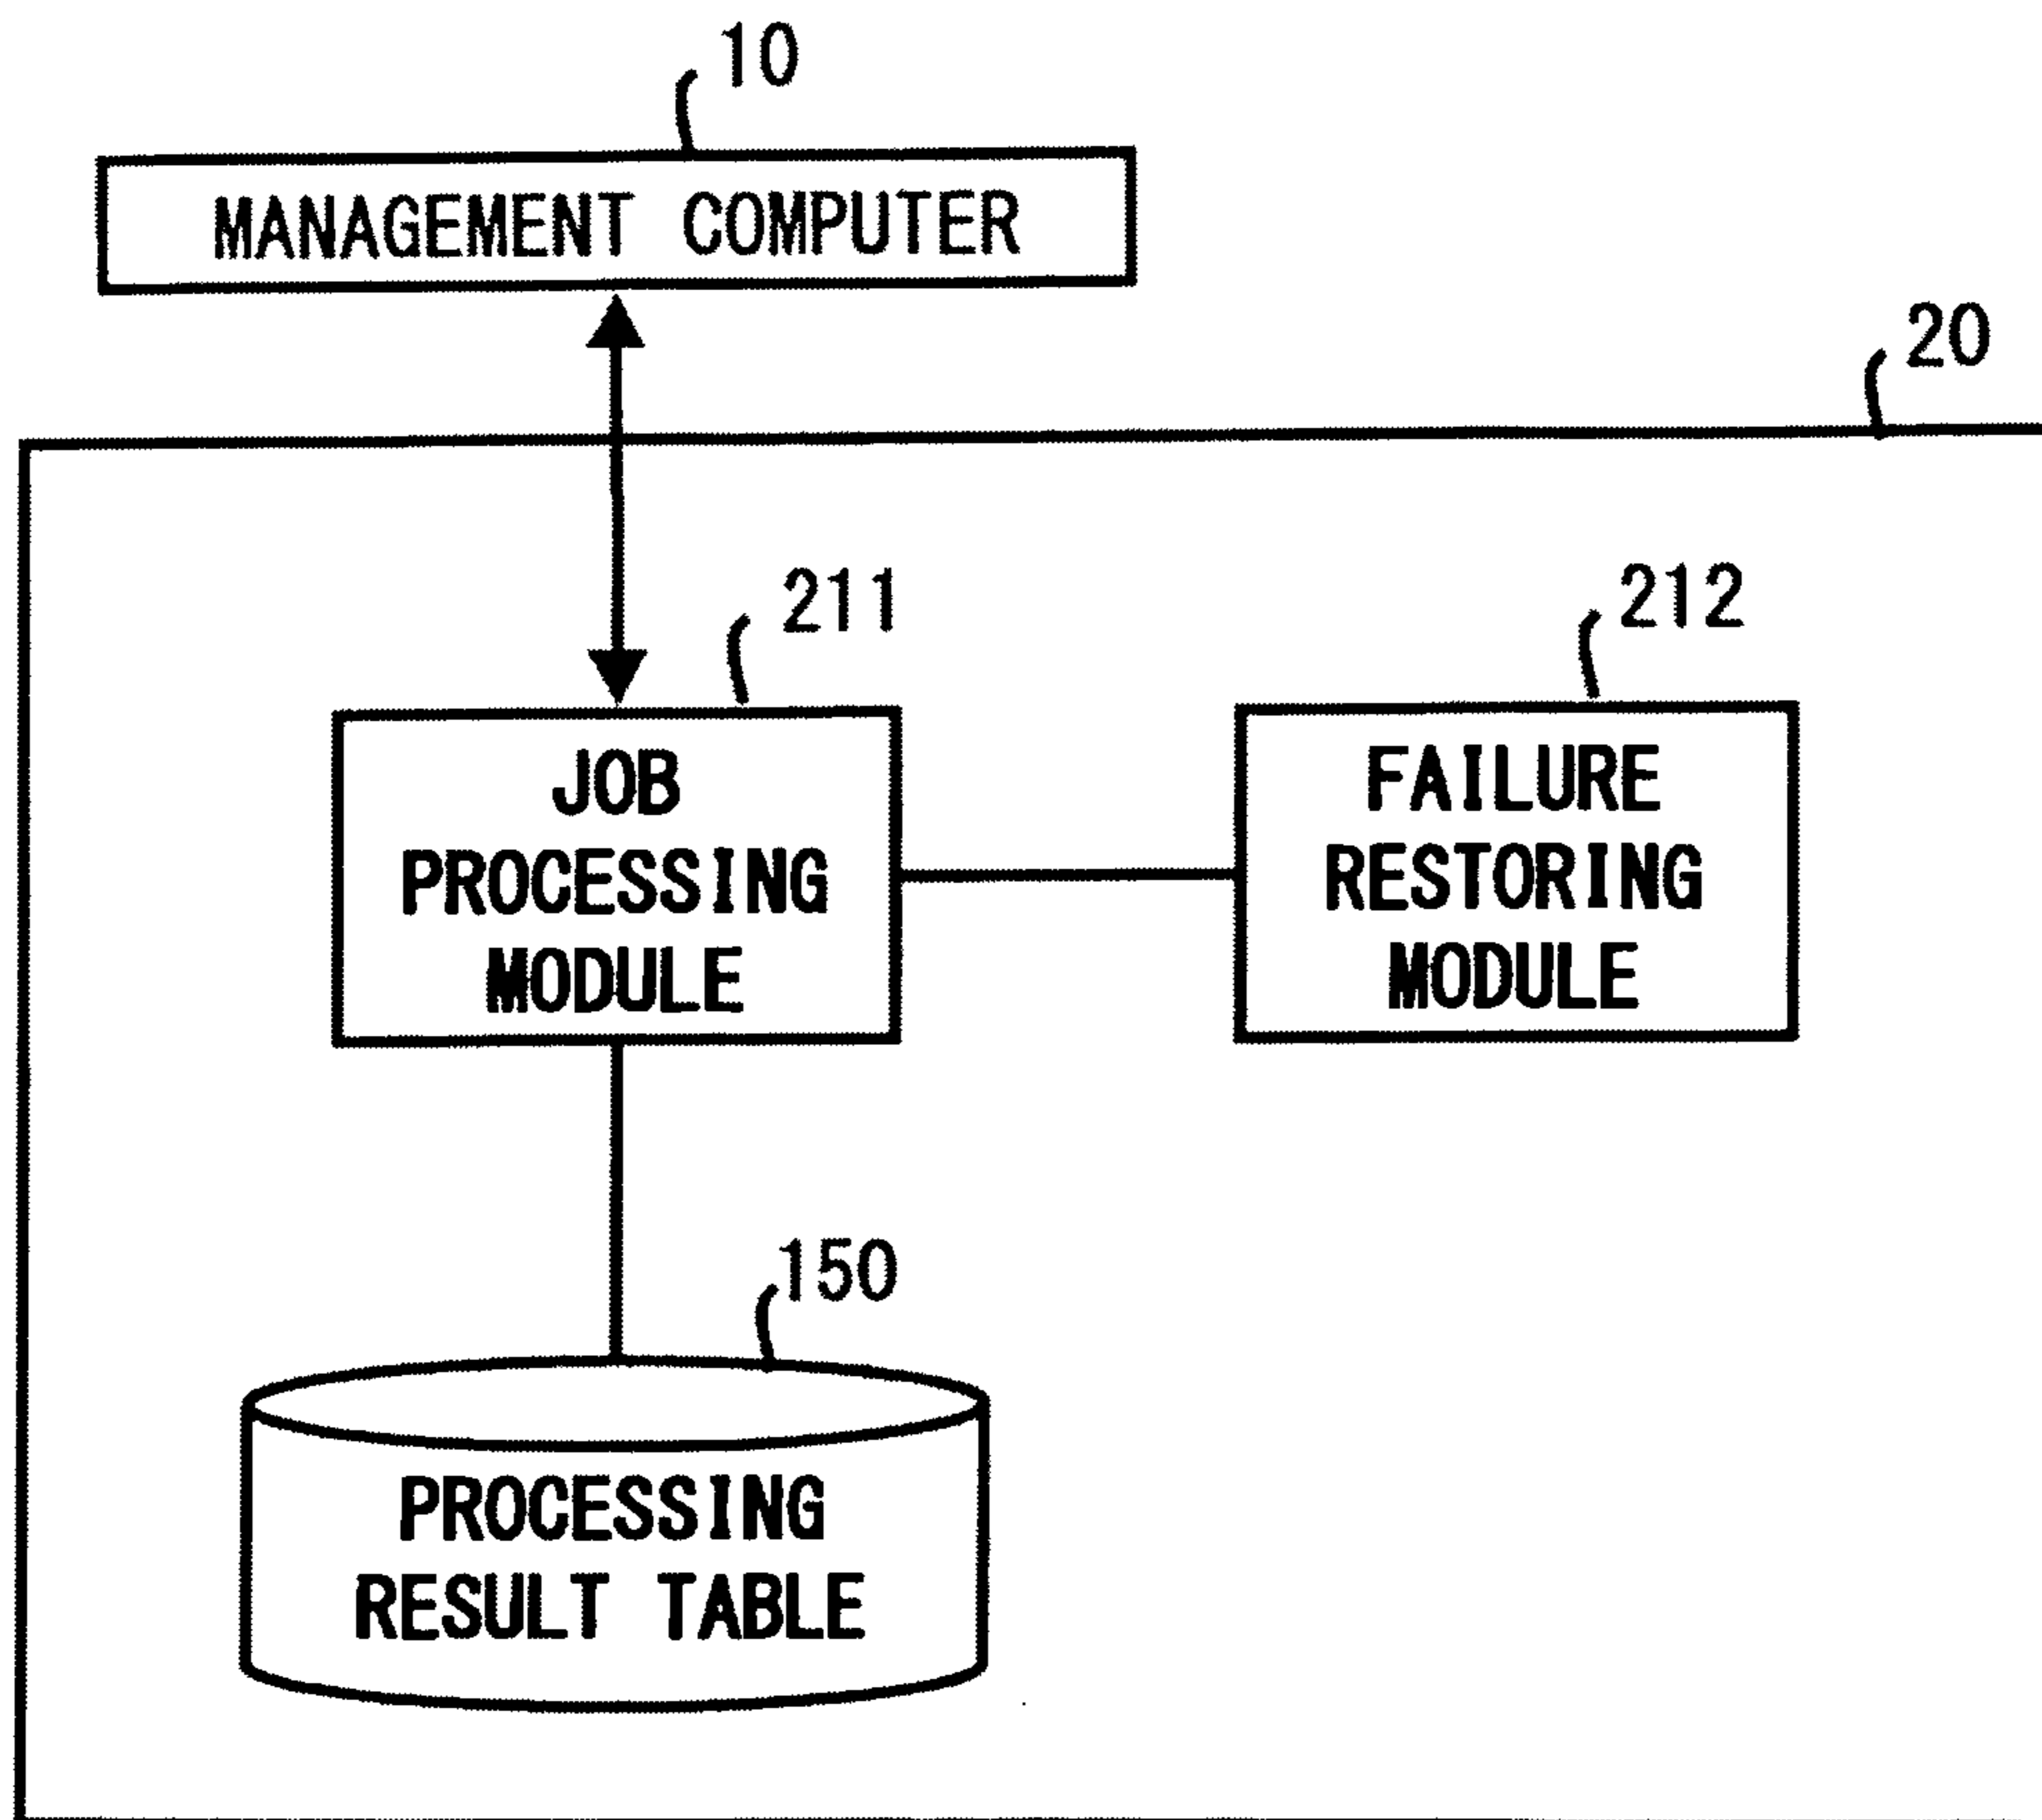 10
MANAGEMENT COMPUTER
20
211
212
JOB
PROCESSING
MODULE
FAILURE
RESTORING
MODULE
150
PROCESSING
RESULT TABLE